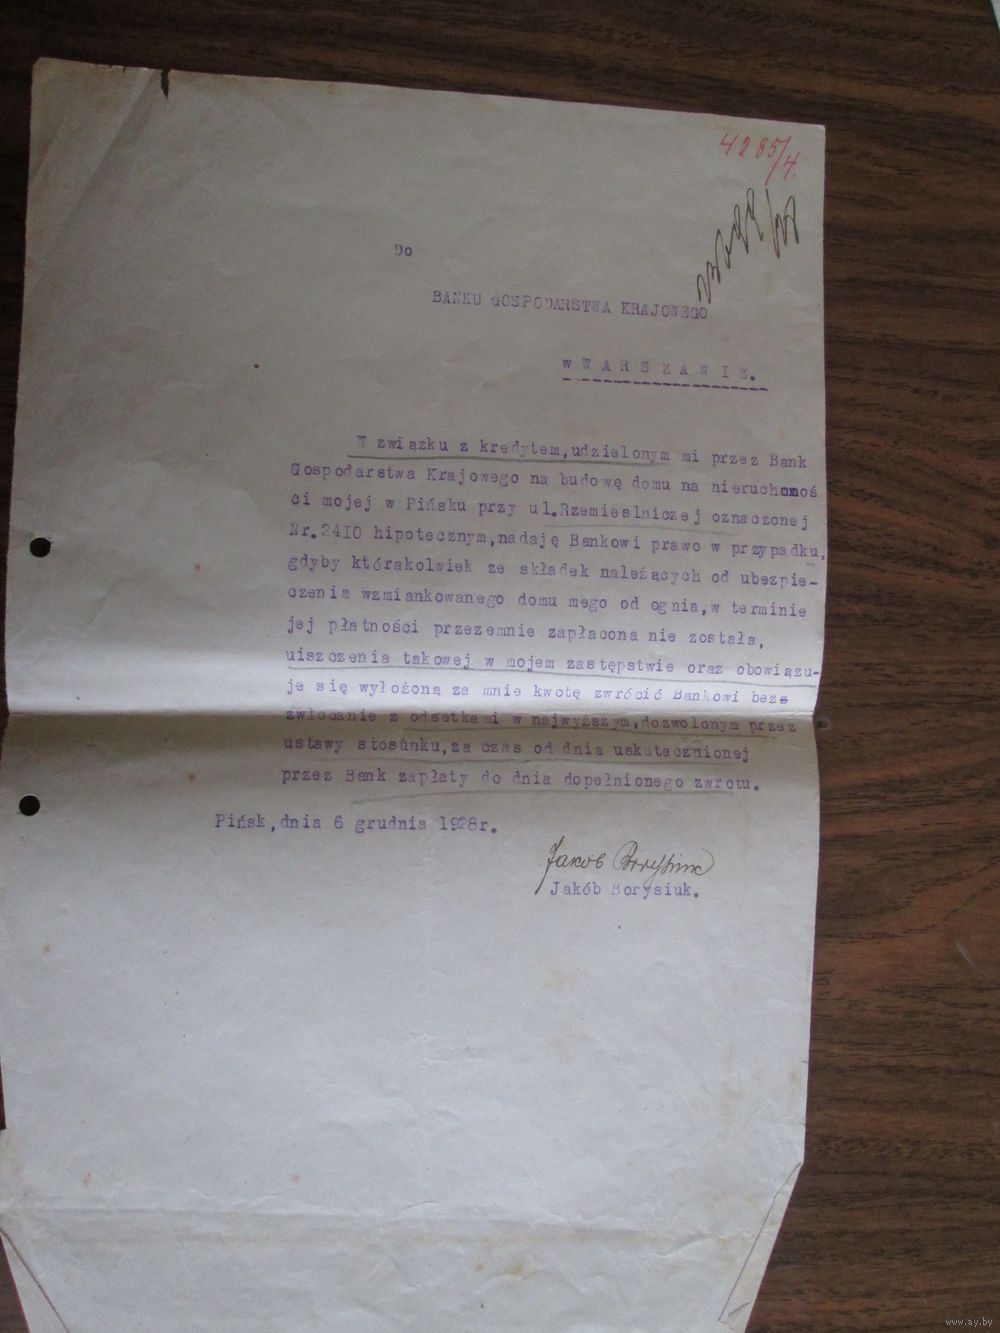 4285/4.
Do
BANKU GOSPODARSTWA KRAJOWEGO
w W A R S Z A W I E.
W związku z kredytem,udzielonym mi przez Bank
Gospodarstwa Krajowego na budowę domu na nieruchomoś
ci mojej w Pińsku przy ul.Rzemieslniczej oznaczonej
Nr.2410 hipotecznym,nadaję Bankowi prawo w przypadku,
gdyby którakolwiek ze składek należących od ubezpie-
czenia wzmiankowanego domu mego od ognia,w terminie
jej płatności przezemnie zapłacona nie została,
uiszczenia takowej w mojem zastępstwie oraz obowiązu-
je się wyłożoną za mnie kwotę zwrócić Bankowi bez
zwłocznie z odsetkami w najwyższym,dozwolonym przez
ustawy stosunku,za czas od dnia uskutecznionej
przez Bank zapłaty do dnia dopełnionego zwrotu.
Pińsk,dnia 6 grudnia 1928r.
Jakób Borysiuk
Jakób Borysiuk.
www.ay.by